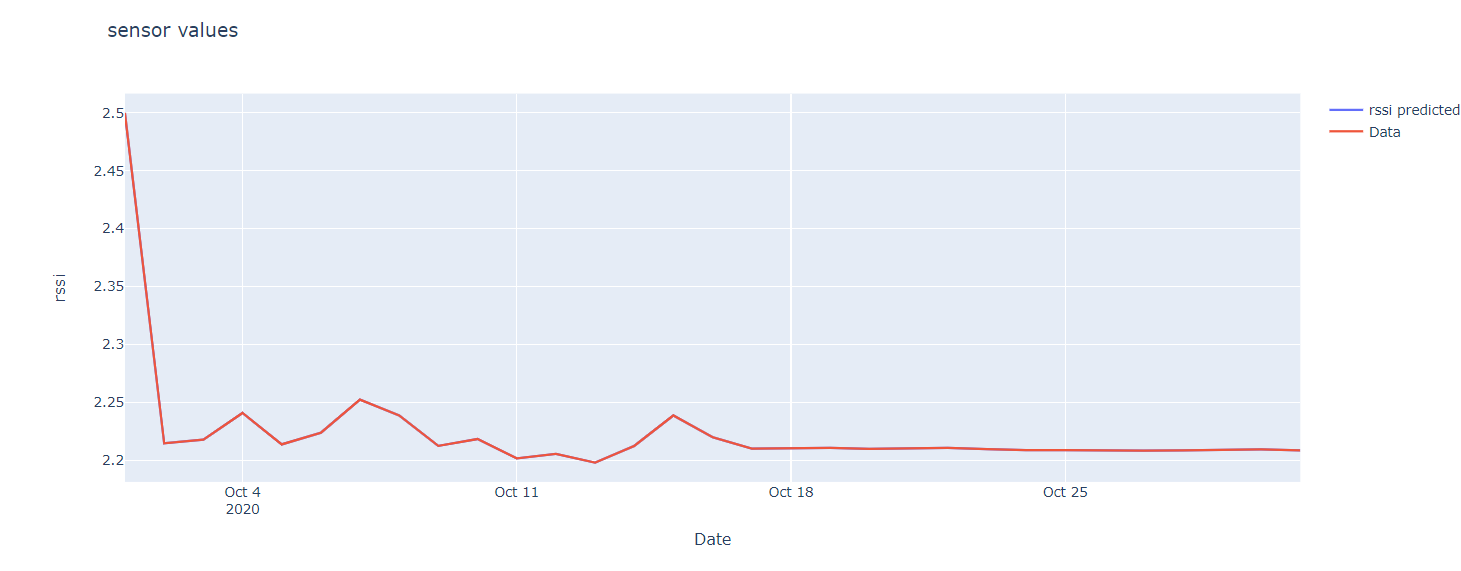 sensor values
rssi predicted
Data
2.5
2.45
2.4
2.35
2.3
2.25
2.2
rssi
Oct 4
2020
Oct 11
Oct 18
Oct 25
Date